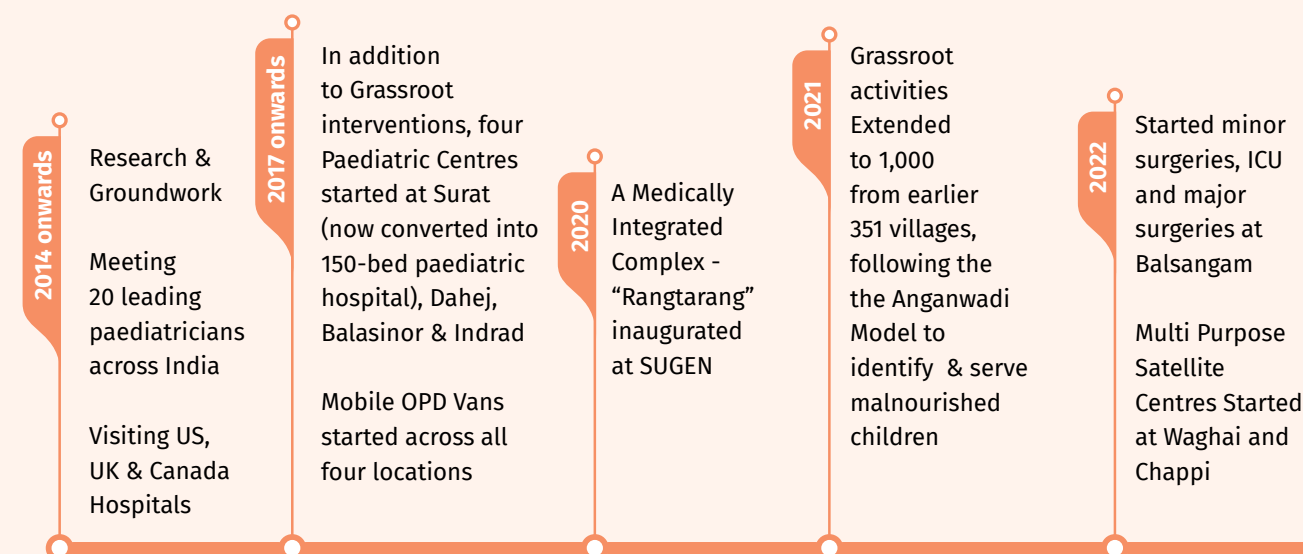 2014 onwards
Research &
Groundwork
Meeting
20 leading
paediatricians
across India
Visiting US,
UK & Canada
Hospitals
2017 onwards
In addition
to Grassroot
interventions, four
Paediatric Centres
started at Surat
(now converted into
150-bed paediatric
hospital), Dahej,
Balasinor & Indrad
Mobile OPD Vans
started across all
four locations
2020
A Medically
Integrated
Complex -
“Rangtarang”
inaugurated
at SUGEN
2021
Grassroot
activities
Extended
to 1,000
from earlier
351 villages,
following the
the Anganwadi
Model to
identify & serve
malnourished
children
2022
Started minor
surgeries, ICU
and major
surgeries at
Balsangam
Multi Purpose
Satellite
Centres Started
at Waghai and
Chappi